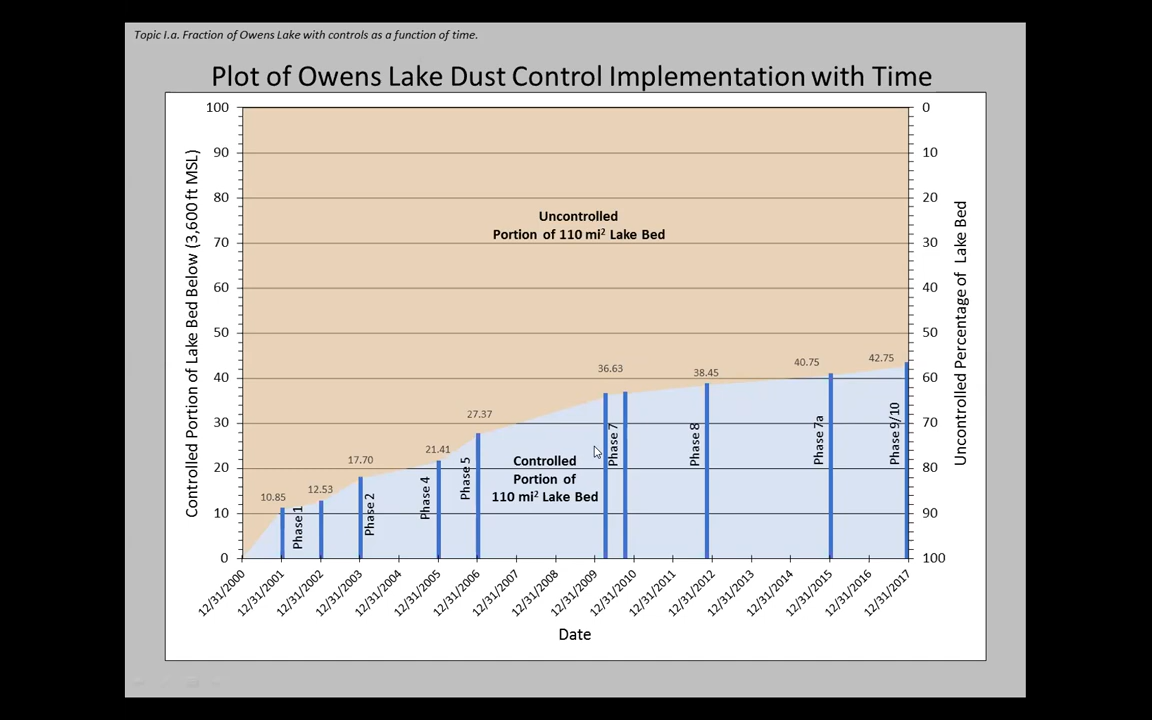 Topic I.a. Fraction of Owens Lake with controls as a function of time.
Plot of Owens Lake Dust Control Implementation with Time
Controlled Portion of Lake Bed Below (3,600 ft MSL)
100
90
80
70
60
50
40
30
20
10
0
Uncontrolled
Portion of 110 mi² Lake Bed
Controlled
Portion of
110 mi² Lake Bed
10.85
12.53
17.70
21.41
27.37
36.63
38.45
40.75
42.75
Phase 1
Phase 2
Phase 4
Phase 5
Phase 7
Phase 8
Phase 7a
Phase 9/10
0
10
20
30
40
50
60
70
80
90
100
Uncontrolled Percentage of Lake Bed
12/31/2000
12/31/2001
12/31/2002
12/31/2003
12/31/2004
12/31/2005
12/31/2006
12/31/2007
12/31/2008
12/31/2009
12/31/2010
12/31/2011
12/31/2012
12/31/2013
12/31/2014
12/31/2015
12/31/2016
12/31/2017
Date